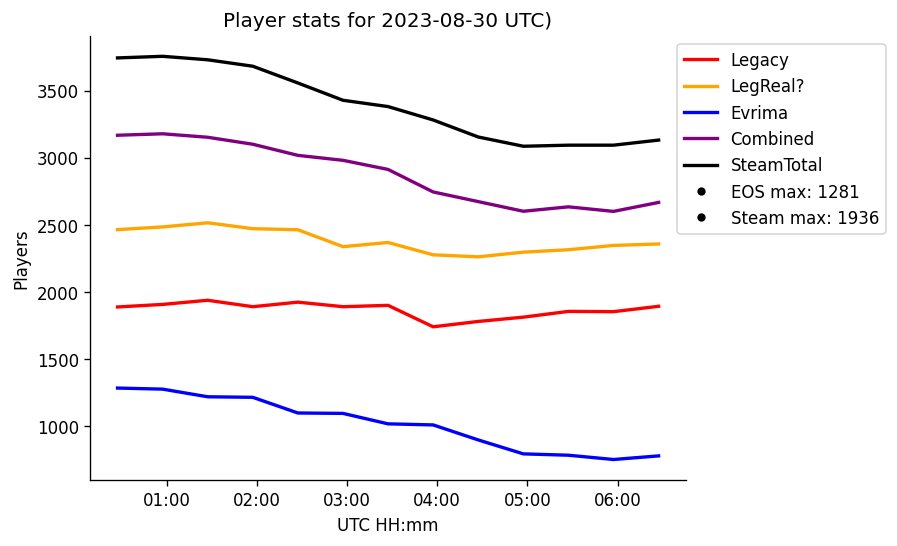 Player stats for 2023-08-30 UTC)
Legacy
LegReal?
Evrima
Combined
SteamTotal
EOS max: 1281
Steam max: 1936
Players
3500
3000
2500
2000
1500
1000
01:00 02:00 03:00 04:00 05:00 06:00
UTC HH:mm